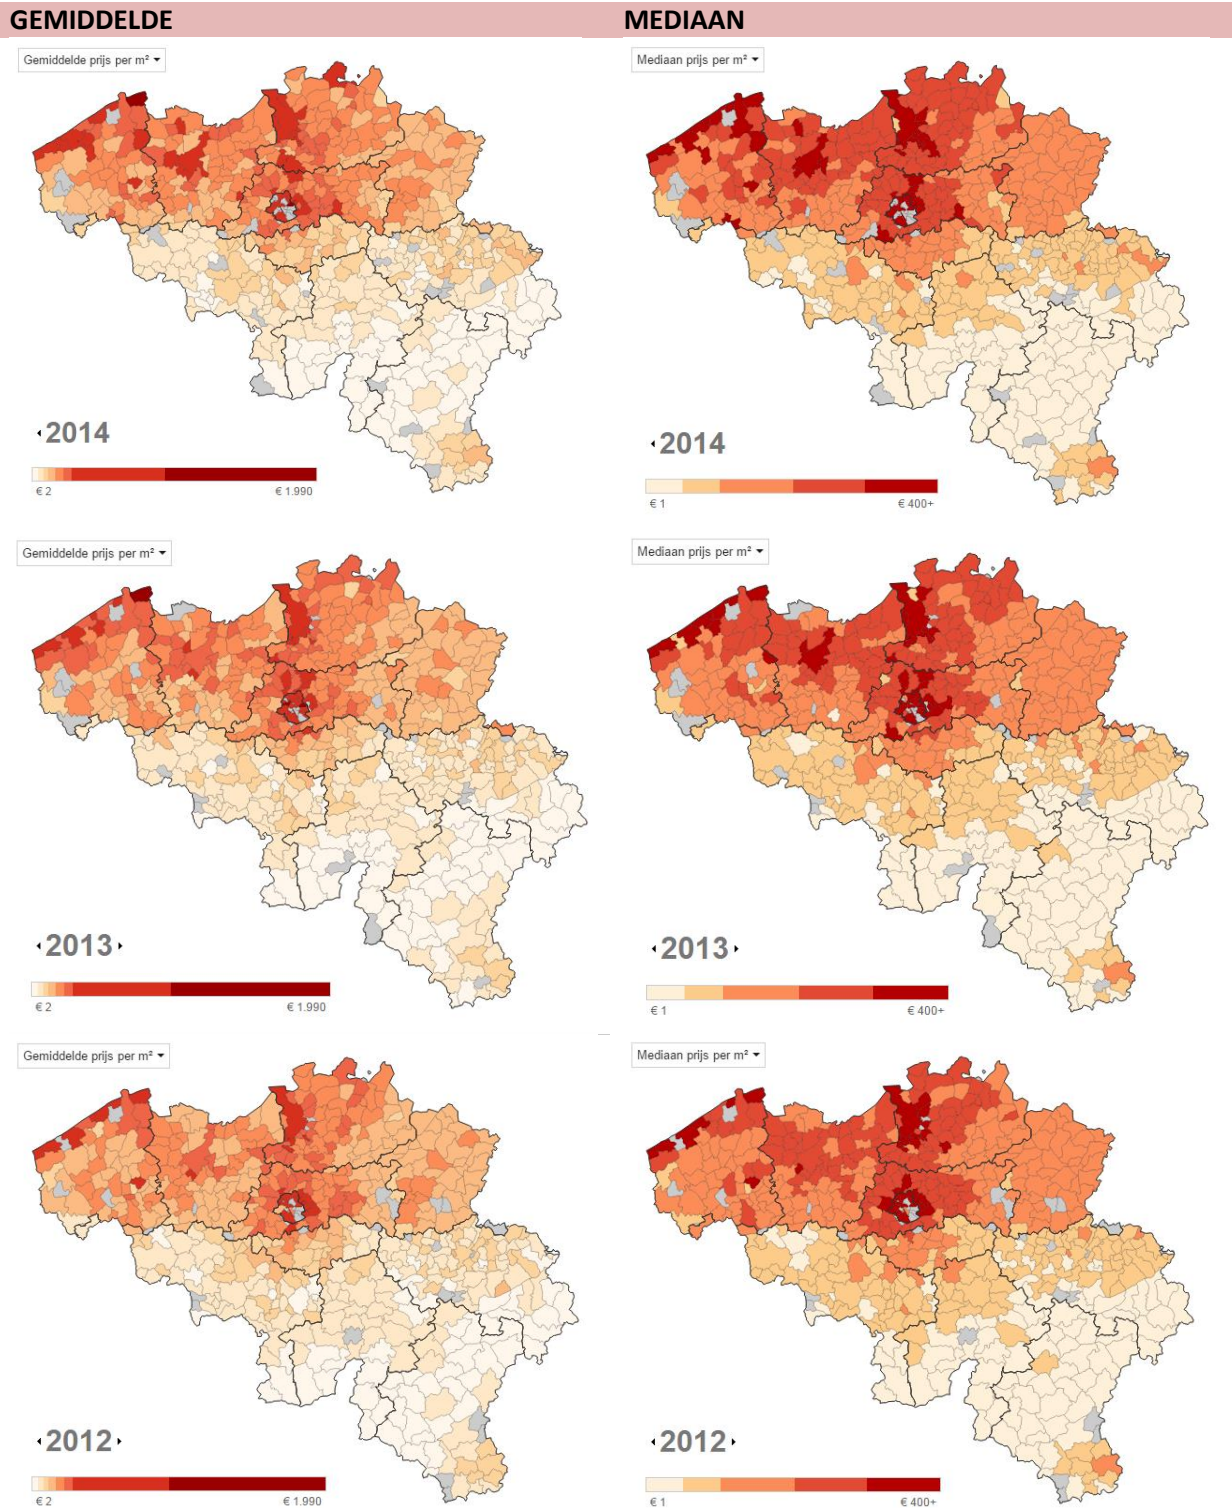 GEMIDDELDE MEDIAAN
Gemiddelde prijs per m² Mediaan prijs per m²
2014 2014
€ 2 € 1.990 € 1 € 400+
Gemiddelde prijs per m² Mediaan prijs per m²
2013 2013
€ 2 € 1.990 € 1 € 400+
Gemiddelde prijs per m² Mediaan prijs per m²
2012 2012
€ 2 € 1.990 € 1 € 400+